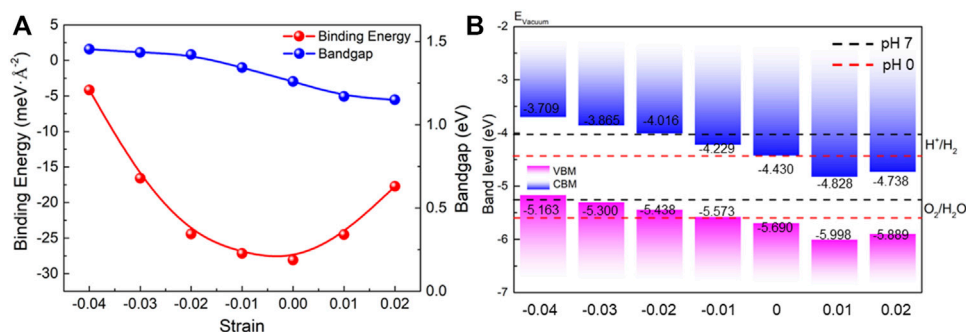 A
Binding Energy (meV·Å⁻²)
5
0
-5
-10
-15
-20
-25
-30
Binding Energy
Bandgap
1.5
1.2
0.9
0.6
0.3
0.0
Bandgap (eV)
-0.04 -0.03 -0.02 -0.01 0.00 0.01 0.02
Strain
B
E_Vacuum
Band level (eV)
-2
-3
-4
-5
-6
-7
pH 7
pH 0
-3.709
-3.865
-4.016
-4.229
-4.430
-4.828
-4.738
H⁺/H₂
VBM
CBM
-5.163
-5.300
-5.438
-5.573
-5.690
-5.998
-5.889
O₂/H₂O
-0.04 -0.03 -0.02 -0.01 0 0.01 0.02